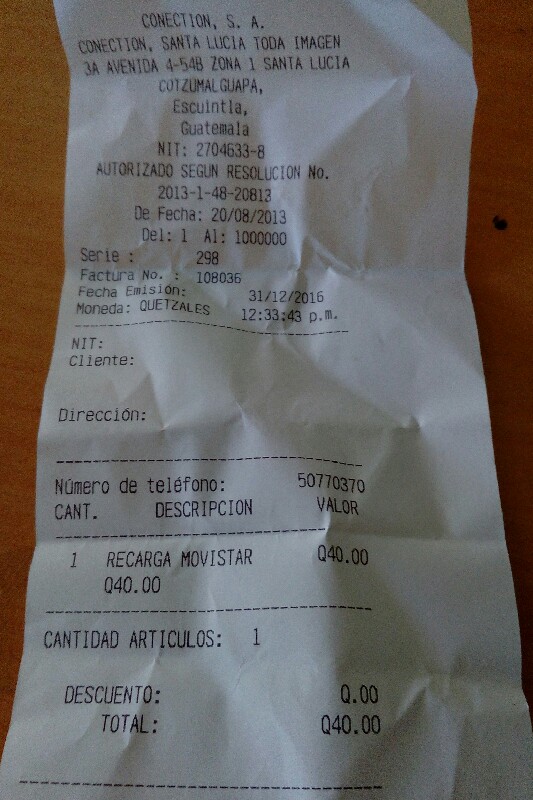 CONECTION, S. A.
CONECTION, SANTA LUCIA TODA IMAGEN
3A AVENIDA 4-54B ZONA 1 SANTA LUCIA
COTZUMALGUAPA,
Escuintla,
Guatemala
NIT: 2704633-8
AUTORIZADO SEGUN RESOLUCION No.
2013-1-48-20813
De Fecha: 20/08/2013
Del: 1 Al: 1000000
Serie : 298
Factura No. : 108036
Fecha Emisión: 31/12/2016
Moneda: QUETZALES 12:33:43 p.m.
NIT:
Cliente:
Dirección:
Número de teléfono: 50770370
CANT. DESCRIPCION VALOR
1 RECARGA MOVISTAR Q40.00
Q40.00
CANTIDAD ARTICULOS: 1
DESCUENTO: Q.00
TOTAL: Q40.00